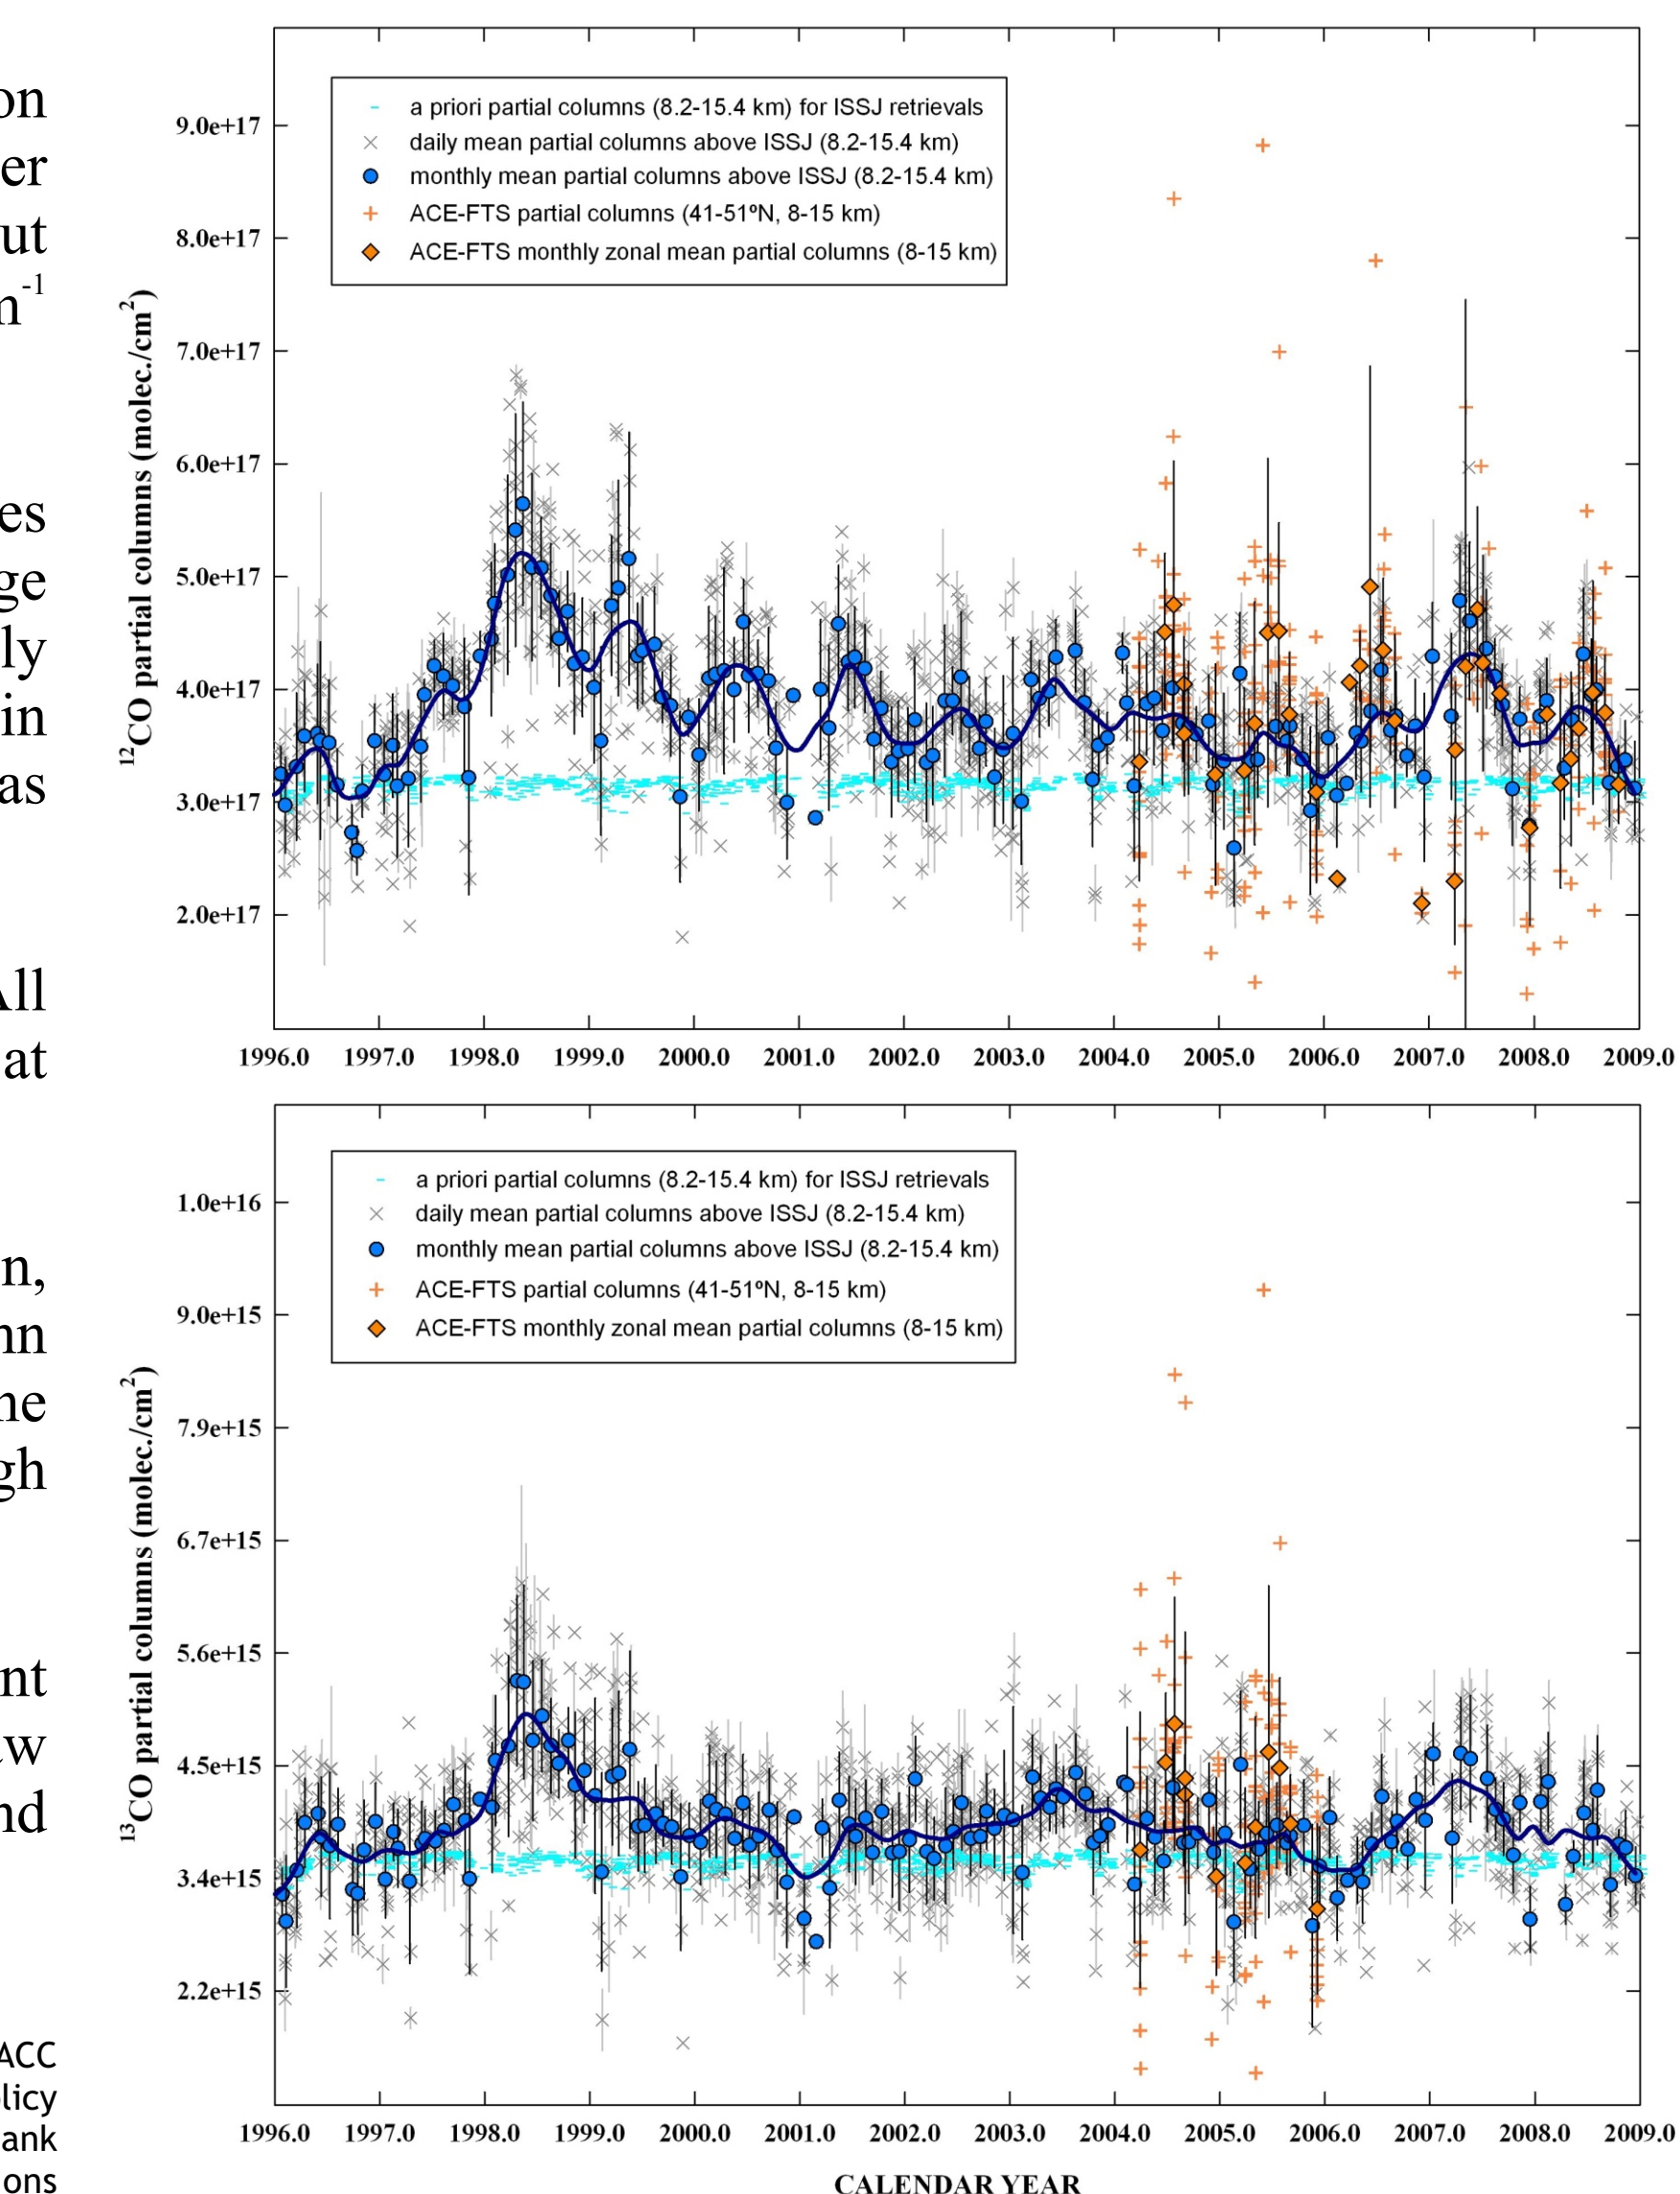 on
er
ut
n-1
es
ge
ly
in
as
All
at
n,
nn
ne
gh
nt
aw
nd
ACC
licy
ank
ons
a priori partial columns (8.2-15.4 km) for ISSJ retrievals
daily mean partial columns above ISSJ (8.2-15.4 km)
monthly mean partial columns above ISSJ (8.2-15.4 km)
ACE-FTS partial columns (41-51ºN, 8-15 km)
ACE-FTS monthly zonal mean partial columns (8-15 km)
12CO partial columns (molec./cm2)
9.0e+17
8.0e+17
7.0e+17
6.0e+17
5.0e+17
4.0e+17
3.0e+17
2.0e+17
1996.0 1997.0 1998.0 1999.0 2000.0 2001.0 2002.0 2003.0 2004.0 2005.0 2006.0 2007.0 2008.0 2009.0
a priori partial columns (8.2-15.4 km) for ISSJ retrievals
daily mean partial columns above ISSJ (8.2-15.4 km)
monthly mean partial columns above ISSJ (8.2-15.4 km)
ACE-FTS partial columns (41-51ºN, 8-15 km)
ACE-FTS monthly zonal mean partial columns (8-15 km)
13CO partial columns (molec./cm2)
1.0e+16
9.0e+15
7.9e+15
6.7e+15
5.6e+15
4.5e+15
3.4e+15
2.2e+15
1996.0 1997.0 1998.0 1999.0 2000.0 2001.0 2002.0 2003.0 2004.0 2005.0 2006.0 2007.0 2008.0 2009.0
CALENDAR YEAR